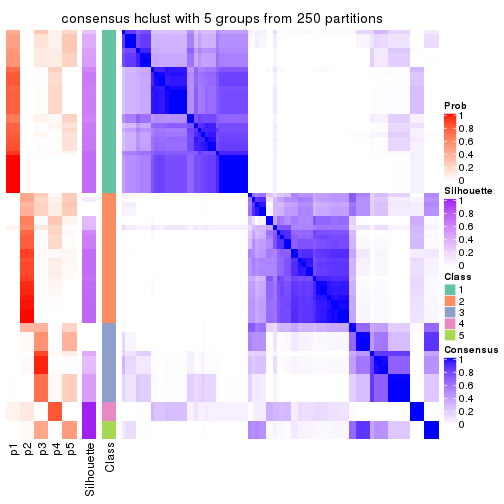 consensus hclust with 5 groups from 250 partitions
Prob
1
0.8
0.6
0.4
0.2
0
Silhouette
1
0.8
0.6
0.4
0.2
0
Class
1
2
3
4
5
Consensus
1
0.8
0.6
0.4
0.2
0
p1
p2
p3
p4
p5
Silhouette
Class